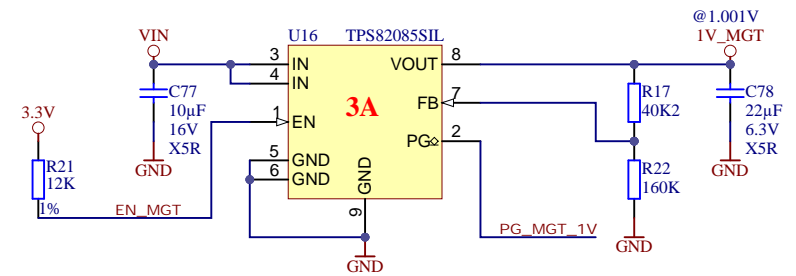 @1.001V
U16 TPS82085SIL
VIN
1V_MGT
3 IN
VOUT 8
4 IN
C77
10µF
16V
X5R
R17
40K2
C78
22µF
6.3V
X5R
FB 7
3A
3.3V
1 EN
PG 2
R21
12K
1%
5 GND
6 GND
GND
9
R22
160K
GND
GND
EN_MGT
PG_MGT_1V
GND
GND